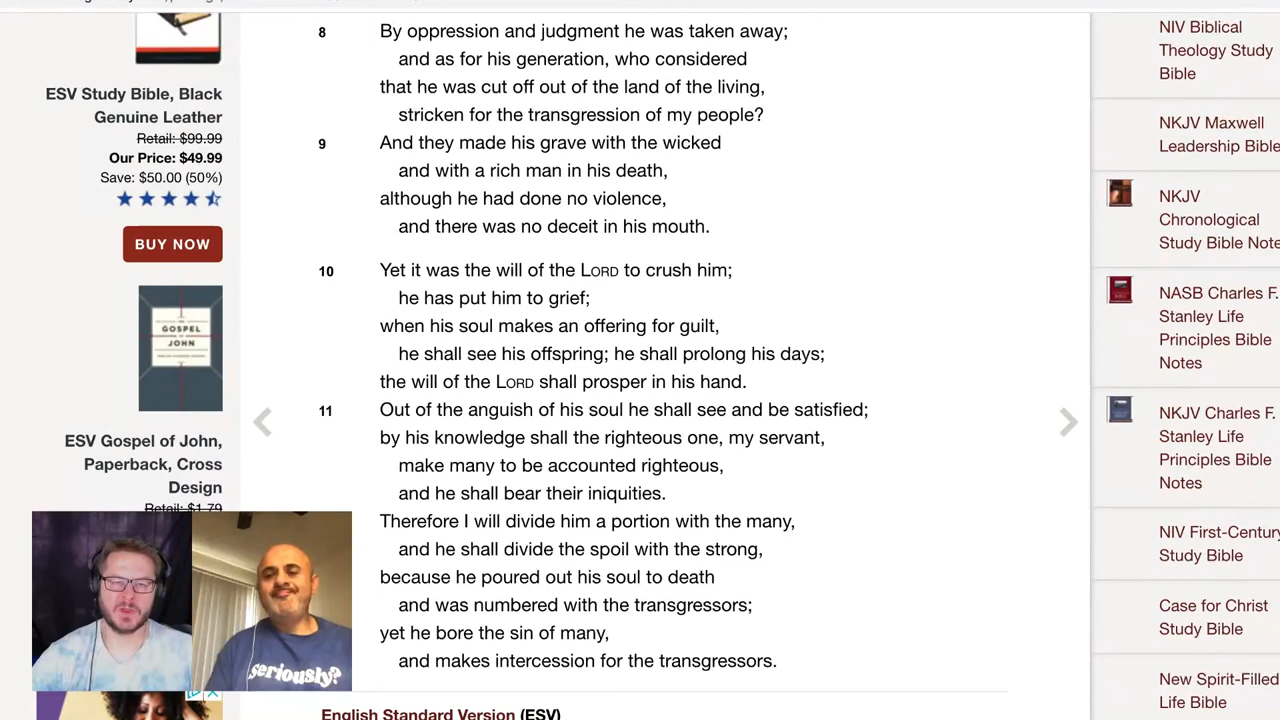 ESV Study Bible, Black
Genuine Leather
Retail: $99.99
Our Price: $49.99
Save: $50.00 (50%)
BUY NOW
THE
GOSPEL
OF
JOHN
ESV Gospel of John,
Paperback, Cross
Design
Retail: $1.79
8 By oppression and judgment he was taken away;
and as for his generation, who considered
that he was cut off out of the land of the living,
stricken for the transgression of my people?
9 And they made his grave with the wicked
and with a rich man in his death,
although he had done no violence,
and there was no deceit in his mouth.
10 Yet it was the will of the LORD to crush him;
he has put him to grief;
when his soul makes an offering for guilt,
he shall see his offspring; he shall prolong his days;
the will of the LORD shall prosper in his hand.
11 Out of the anguish of his soul he shall see and be satisfied;
by his knowledge shall the righteous one, my servant,
make many to be accounted righteous,
and he shall bear their iniquities.
Therefore I will divide him a portion with the many,
and he shall divide the spoil with the strong,
because he poured out his soul to death
and was numbered with the transgressors;
yet he bore the sin of many,
and makes intercession for the transgressors.
English Standard Version (ESV)
seriously?
NIV Biblical
Theology Study
Bible
NKJV Maxwell
Leadership Bible
NKJV
Chronological
Study Bible Note
NASB Charles F.
Stanley Life
Principles Bible
Notes
NKJV Charles F.
Stanley Life
Principles Bible
Notes
NIV First-Century
Study Bible
Case for Christ
Study Bible
New Spirit-Filled
Life Bible